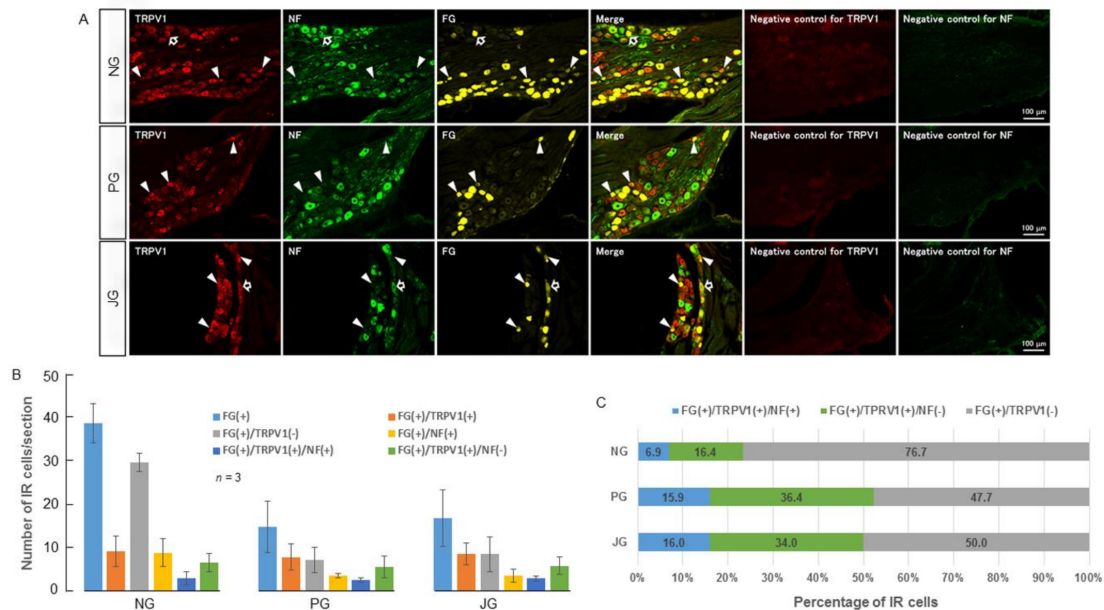 A
TRPV1 NF FG Merge Negative control for TRPV1 Negative control for NF
NG
100 µm
TRPV1 NF FG Merge Negative control for TRPV1 Negative control for NF
PG
100 µm
TRPV1 NF FG Merge Negative control for TRPV1 Negative control for NF
JG
100 µm
B
Number of IR cells/section
50
40
30
20
10
0
FG(+) FG(+)/TRPV1(+)
FG(+)/TRPV1(-) FG(+)/NF(+)
FG(+)/TRPV1(+)/NF(+) FG(+)/TRPV1(+)/NF(-)
n = 3
NG PG JG
C
FG(+)/TRPV1(+)/NF(+) FG(+)/TPRV1(+)/NF(-) FG(+)/TRPV1(-)
NG 6.9 16.4 76.7
PG 15.9 36.4 47.7
JG 16.0 34.0 50.0
0% 10% 20% 30% 40% 50% 60% 70% 80% 90% 100%
Percentage of IR cells